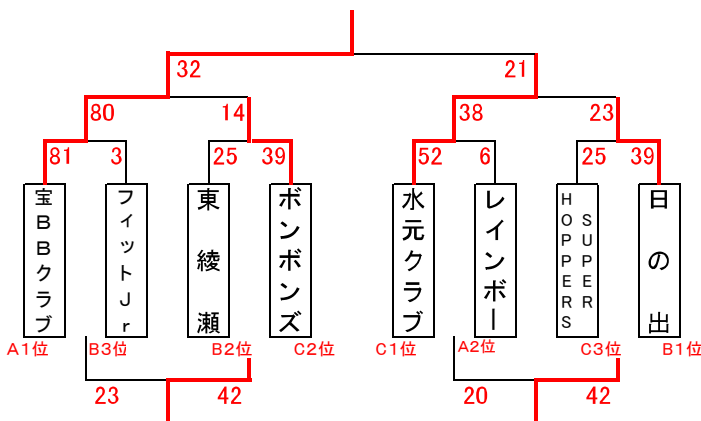 32 21
80 14 38 23
81 3 25 39 52 6 25 39
宝BBクラブ
フィットJr
東綾瀬
ボンボンズ
水元クラブ
レインボー
SUPER
HOPPERS
日の出
A1位 B3位 B2位 C2位 C1位 A2位 C3位 B1位
23 42 20 42